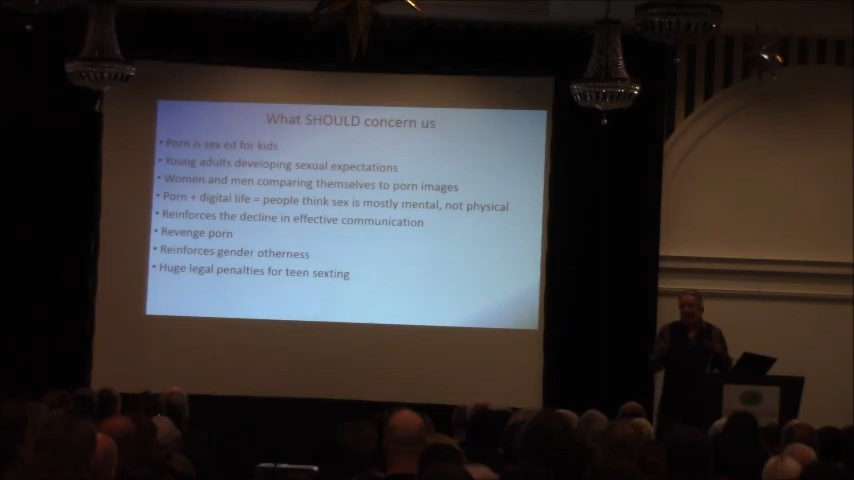 What SHOULD concern us
• Porn is sex ed for kids
• Young adults developing sexual expectations
• Women and men comparing themselves to porn images
• Porn + digital life = people think sex is mostly mental, not physical
• Reinforces the decline in effective communication
• Revenge porn
• Reinforces gender otherness
• Huge legal penalties for teen sexting